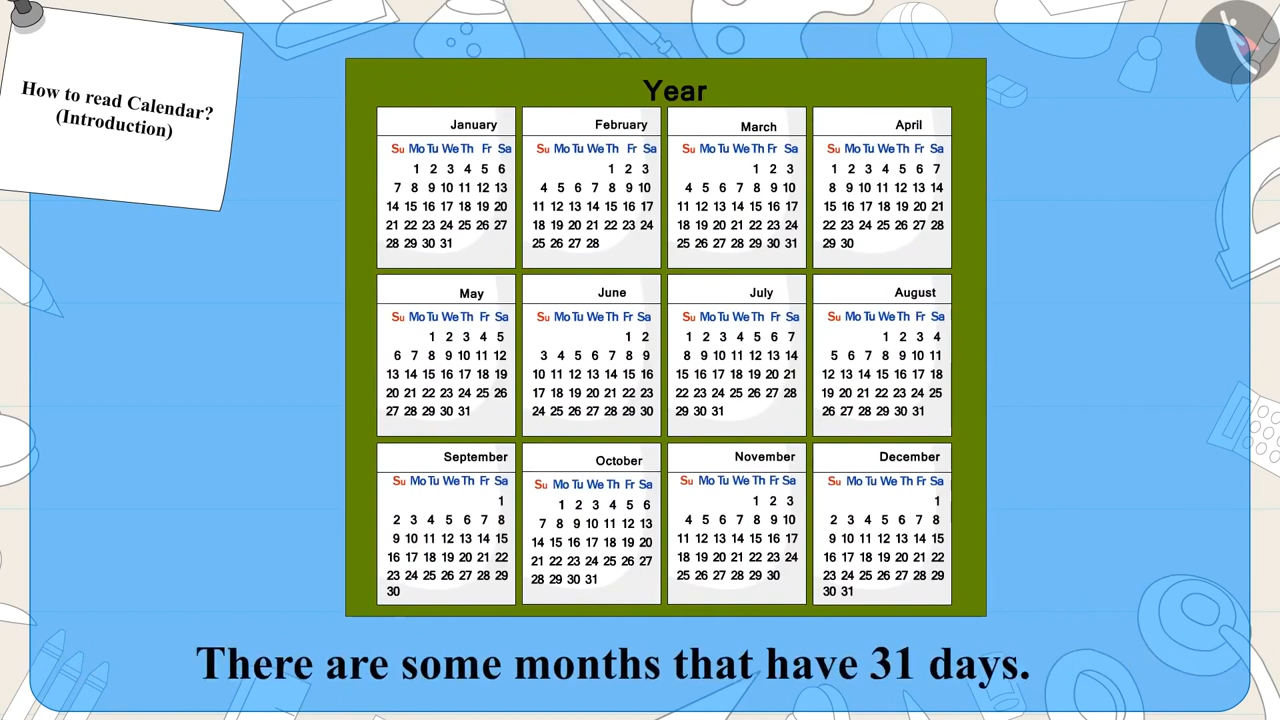 How to read Calendar?
(Introduction)
Year
January
Su Mo Tu We Th Fr Sa
1 2 3 4 5 6
7 8 9 10 11 12 13
14 15 16 17 18 19 20
21 22 23 24 25 26 27
28 29 30 31
February
Su Mo Tu We Th Fr Sa
1 2 3
4 5 6 7 8 9 10
11 12 13 14 15 16 17
18 19 20 21 22 23 24
25 26 27 28
March
Su Mo Tu We Th Fr Sa
1 2 3
4 5 6 7 8 9 10
11 12 13 14 15 16 17
18 19 20 21 22 23 24
25 26 27 28 29 30 31
April
Su Mo Tu We Th Fr Sa
1 2 3 4 5 6 7
8 9 10 11 12 13 14
15 16 17 18 19 20 21
22 23 24 25 26 27 28
29 30
May
Su Mo Tu We Th Fr Sa
1 2 3 4 5
6 7 8 9 10 11 12
13 14 15 16 17 18 19
20 21 22 23 24 25 26
27 28 29 30 31
June
Su Mo Tu We Th Fr Sa
1 2
3 4 5 6 7 8 9
10 11 12 13 14 15 16
17 18 19 20 21 22 23
24 25 26 27 28 29 30
July
Su Mo Tu We Th Fr Sa
1 2 3 4 5 6 7
8 9 10 11 12 13 14
15 16 17 18 19 20 21
22 23 24 25 26 27 28
29 30 31
August
Su Mo Tu We Th Fr Sa
1 2 3 4
5 6 7 8 9 10 11
12 13 14 15 16 17 18
19 20 21 22 23 24 25
26 27 28 29 30 31
September
Su Mo Tu We Th Fr Sa
1
2 3 4 5 6 7 8
9 10 11 12 13 14 15
16 17 18 19 20 21 22
23 24 25 26 27 28 29
30
October
Su Mo Tu We Th Fr Sa
1 2 3 4 5 6
7 8 9 10 11 12 13
14 15 16 17 18 19 20
21 22 23 24 25 26 27
28 29 30 31
November
Su Mo Tu We Th Fr Sa
1 2 3
4 5 6 7 8 9 10
11 12 13 14 15 16 17
18 19 20 21 22 23 24
25 26 27 28 29 30
December
Su Mo Tu We Th Fr Sa
1
2 3 4 5 6 7 8
9 10 11 12 13 14 15
16 17 18 19 20 21 22
23 24 25 26 27 28 29
30 31
There are some months that have 31 days.